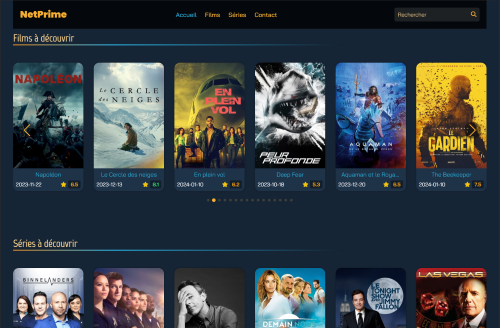 NetPrime
Accueil Films Séries Contact
Rechercher
Films à découvrir
NAPOLEON
LE CERCLE
des NEIGES
EN
PLEIN
VOL
PEUR
PROFONDE
AQUAMAN
LE
GARDIEN
Napoléon
2023-11-22 6.5
Le Cercle des neiges
2023-12-13 8.1
En plein vol
2024-01-10 6.2
Deep Fear
2023-10-18 5.3
Aquaman et le Roya...
2023-12-20 6.5
The Beekeeper
2024-01-10 7.5
Séries à découvrir
BINNELANDERS
DEMAIN
THE
TONIGHT
SHOW
JIMMY
FALLON
LAS VEGAS